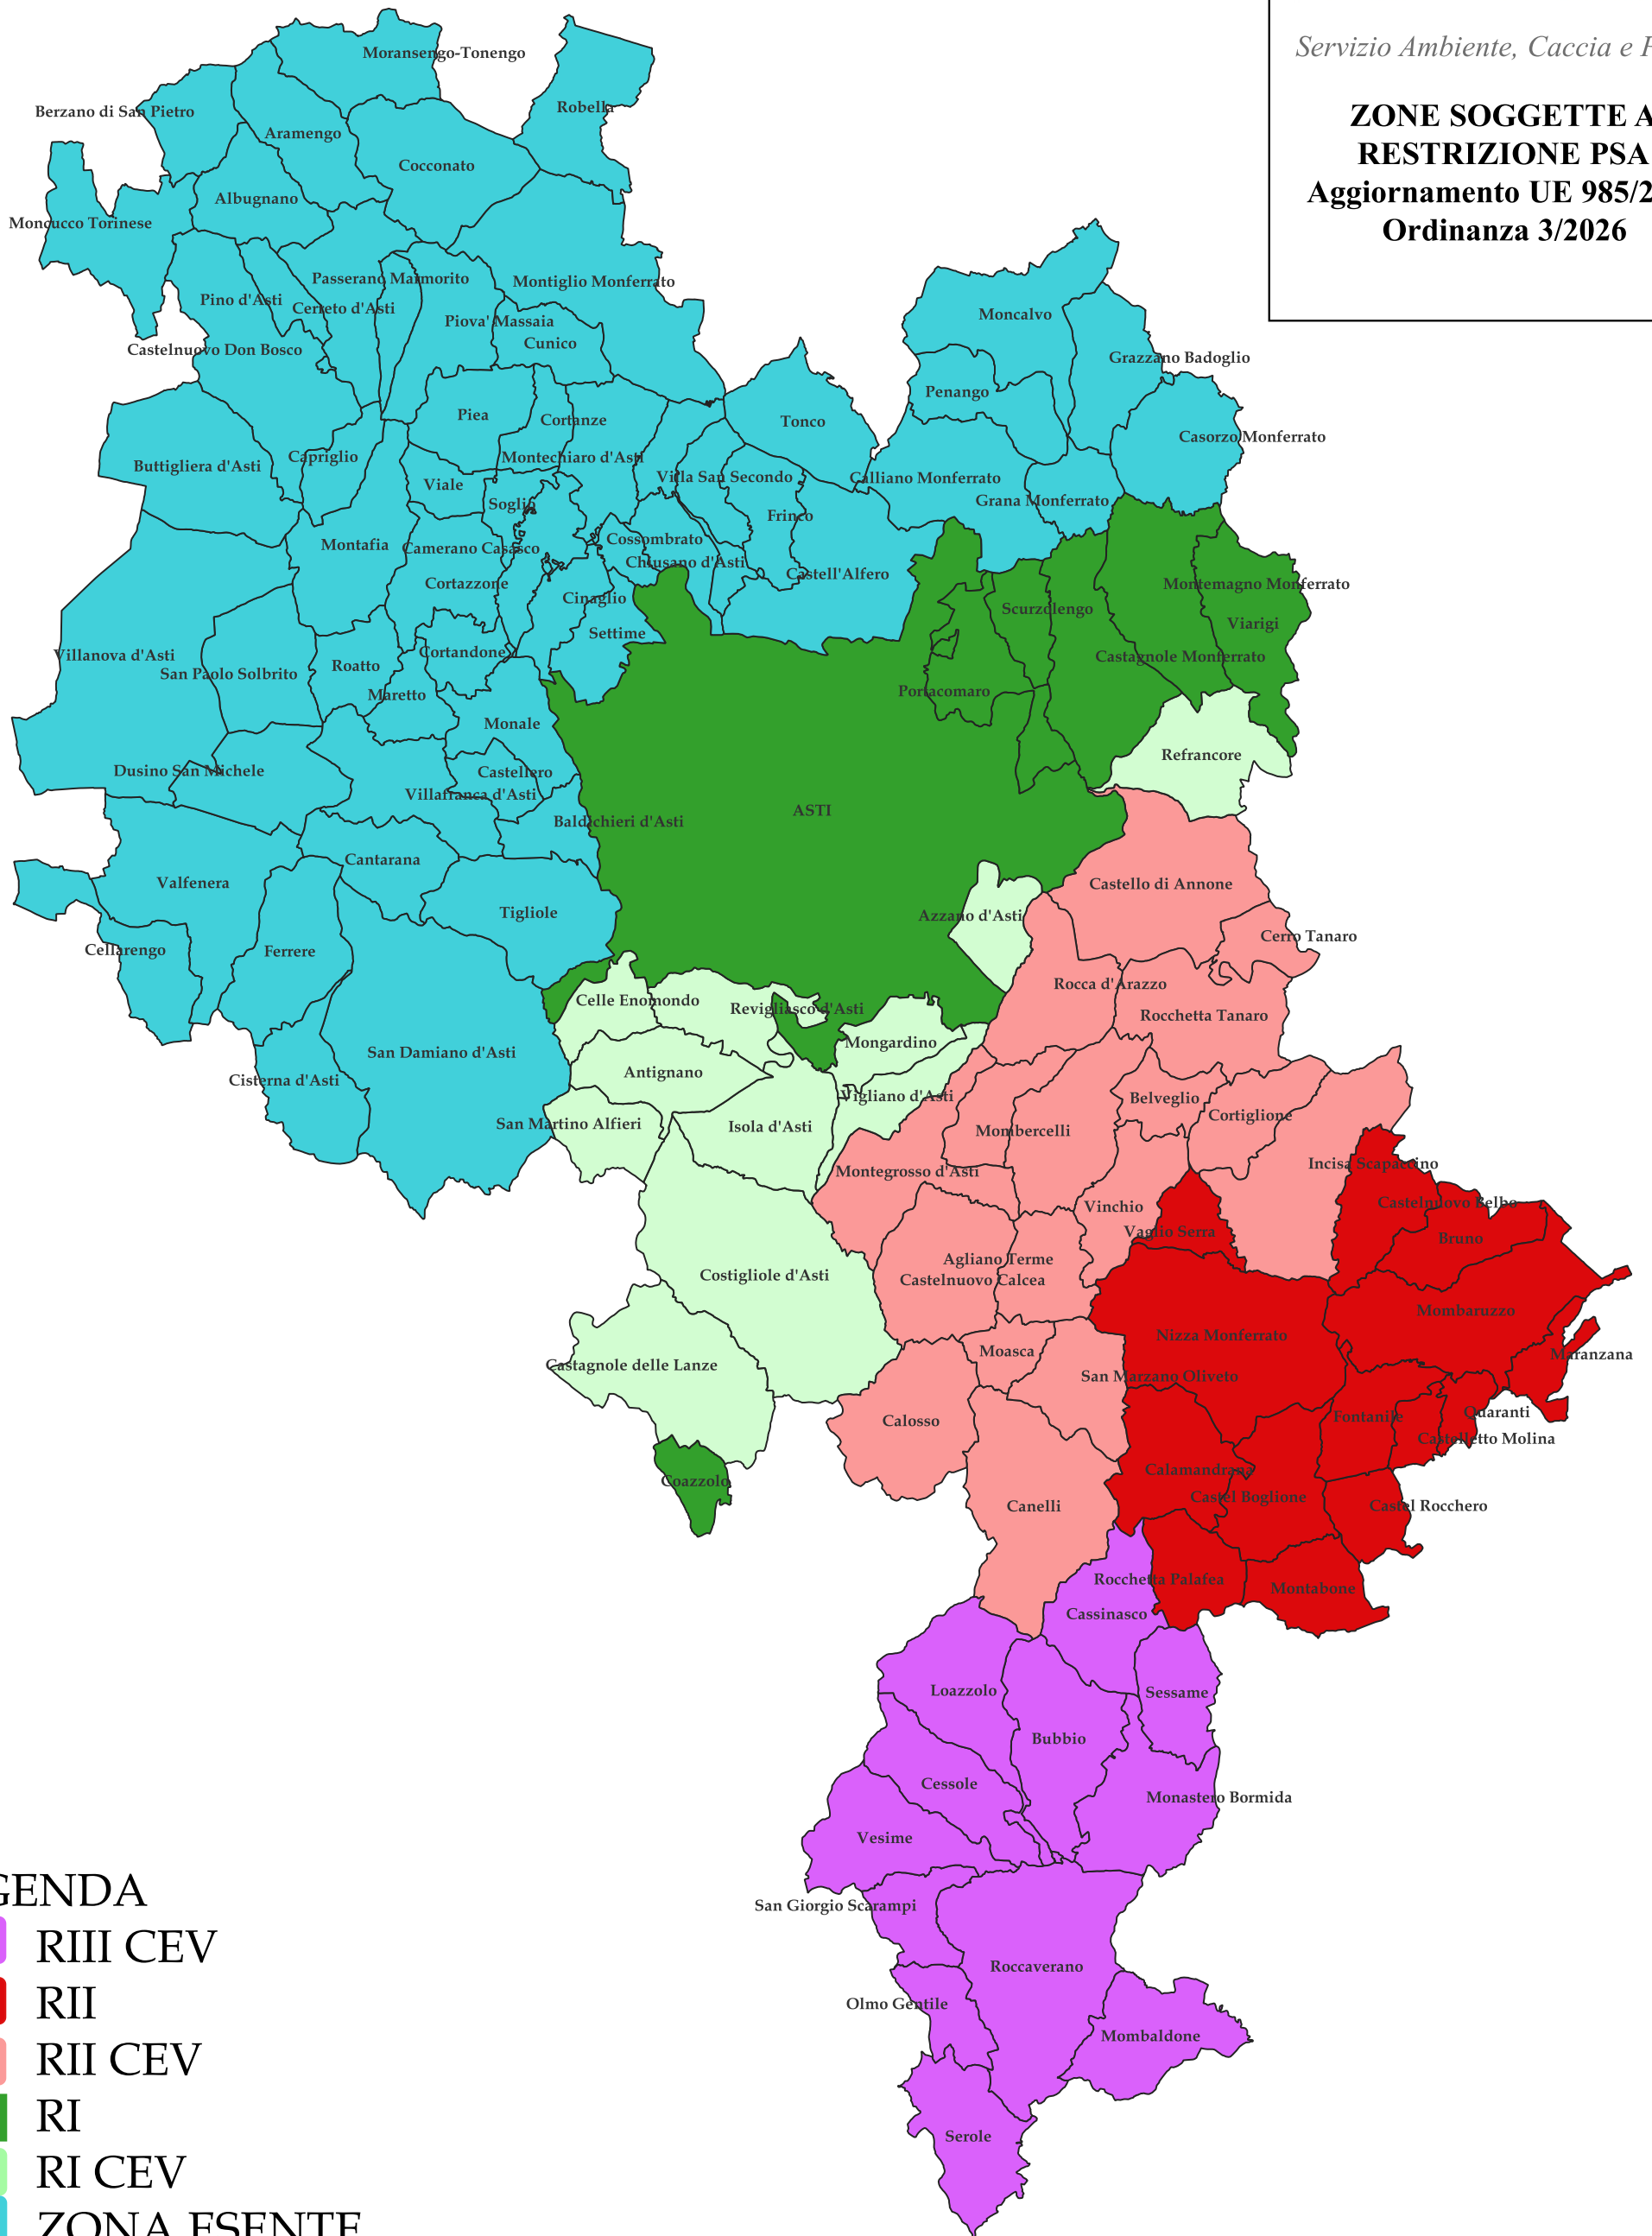 Servizio Ambiente, Caccia e
ZONE SOGGETTE A
RESTRIZIONE PSA
Aggiornamento UE 985/2
Ordinanza 3/2026
Moransengo-Tonengo
Robella
Berzano di San Pietro
Aramengo
Cocconato
Albugnano
Moncucco Torinese
Passerano Marmorito
Montiglio Monferrato
Pino d'Asti
Cerreto d'Asti
Moncalvo
Piova' Massaia
Cunico
Castelnuovo Don Bosco
Grazzano Badoglio
Penango
Piea
Cortanze
Tonco
Casorzo Monferrato
Capriglio
Montechiaro d'Asti
Buttigliera d'Asti
Viale
Villa San Secondo
Calliano Monferrato
Soglio
Grana Monferrato
Frinco
Cossombrato
Montafia
Camerano Casasco
Chiusano d'Asti
Castell'Alfero
Cortazzone
Montemagno Monferrato
Cinaglio
Scurzolengo
Viarigi
Settime
Cortandone
Villanova d'Asti
Castagnole Monferrato
Roatto
San Paolo Solbrito
Maretto
Portacomaro
Monale
Refrancore
Dusino San Michele
Castellero
Villafranca d'Asti
ASTI
Baldichieri d'Asti
Cantarana
Valfenera
Castello di Annone
Tigliole
Azzano d'Asti
Cerro Tanaro
Cellarengo
Ferrere
Rocca d'Arazzo
Celle Enomondo
Revigliasco d'Asti
Rocchetta Tanaro
Mongardino
San Damiano d'Asti
Antignano
Cisterna d'Asti
Vigliano d'Asti
Belveglio
Cortiglione
San Martino Alfieri
Isola d'Asti
Mombercelli
Incisa Scapaccino
Montegrosso d'Asti
Castelnuovo Belbo
Vinchio
Vaglio Serra
Bruno
Agliano Terme
Costigliole d'Asti
Castelnuovo Calcea
Mombaruzzo
Nizza Monferrato
Moasca
Maranzana
Castagnole delle Lanze
San Marzano Oliveto
Quaranti
Fontanile
Calosso
Castelletto Molina
Calamandrana
Coazzolo
Castel Boglione
Canelli
Castel Rocchero
Rocchetta Palafea
Montabone
Cassinasco
Loazzolo
Sessame
Bubbio
Cessole
Monastero Bormida
Vesime
San Giorgio Scarampi
Roccaverano
Olmo Gentile
Mombaldone
Serole
GENDA
RIII CEV
RII
RII CEV
RI
RI CEV
ZONA ESENTE